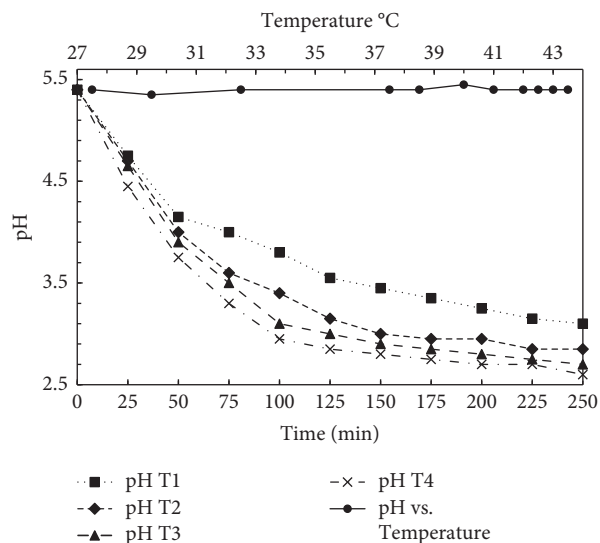 Temperature °C
27 29 31 33 35 37 39 41 43
5.5
4.5
3.5
2.5
pH
0 25 50 75 100 125 150 175 200 225 250
Time (min)
pH T1
pH T2
pH T3
pH T4
pH vs.
Temperature